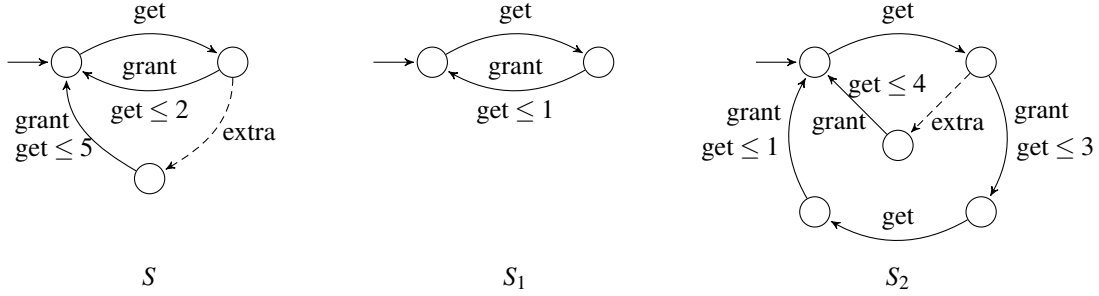 get
grant
get ≤ 2
grant
get ≤ 5
extra
S
get
grant
get ≤ 1
S₁
get
get ≤ 4
grant
extra
grant
get ≤ 1
grant
get ≤ 3
get
S₂